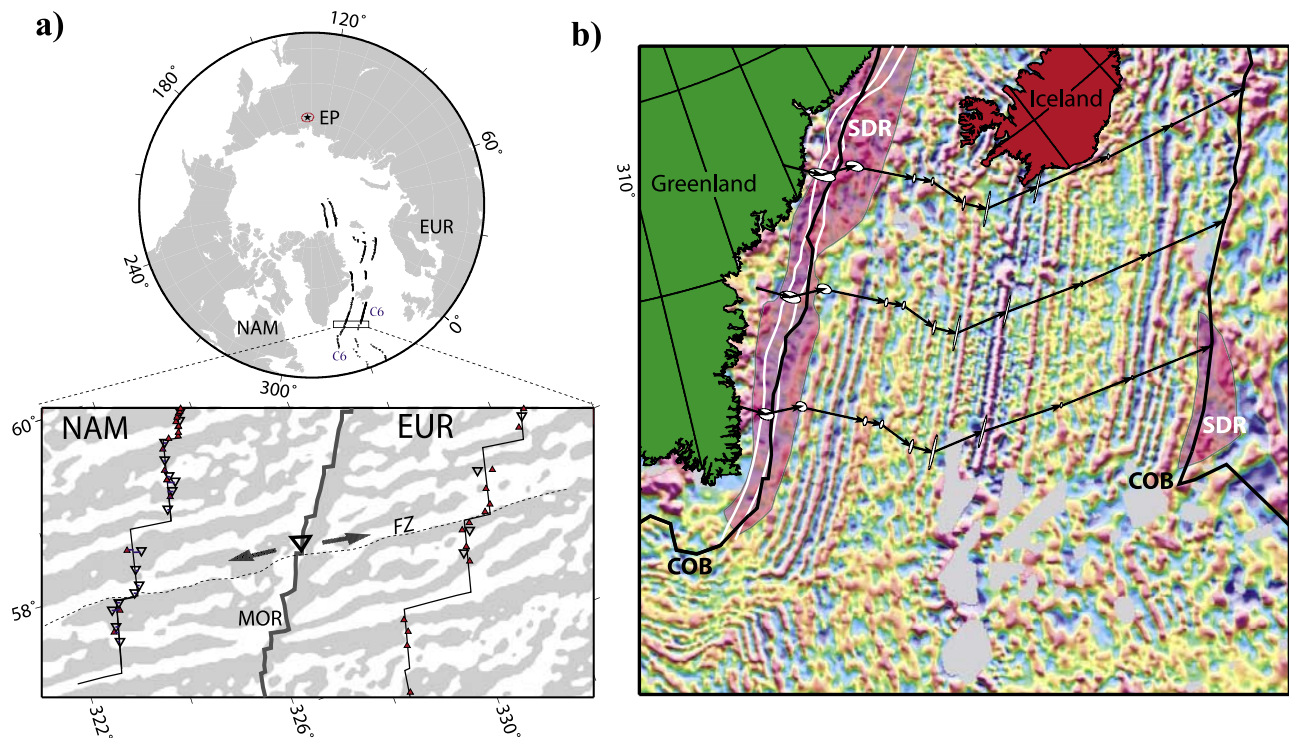 a)
120°
180°
EP
60°
EUR
240°
NAM
C6
C6
0°
300°
60°
NAM
EUR
FZ
58°
MOR
322°
326°
330°
b)
SDR
Iceland
310°
Greenland
SDR
COB
COB